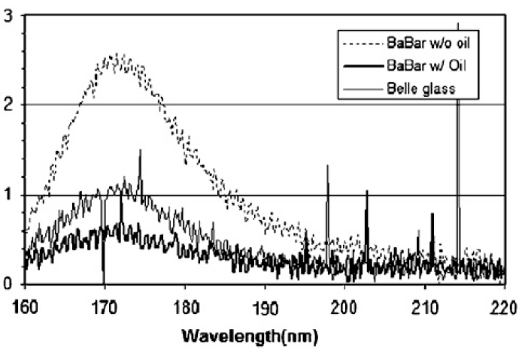 3
2
1
0
BaBar w/o oil
BaBar w/ Oil
Belle glass
160 170 180 190 200 210 220
Wavelength(nm)